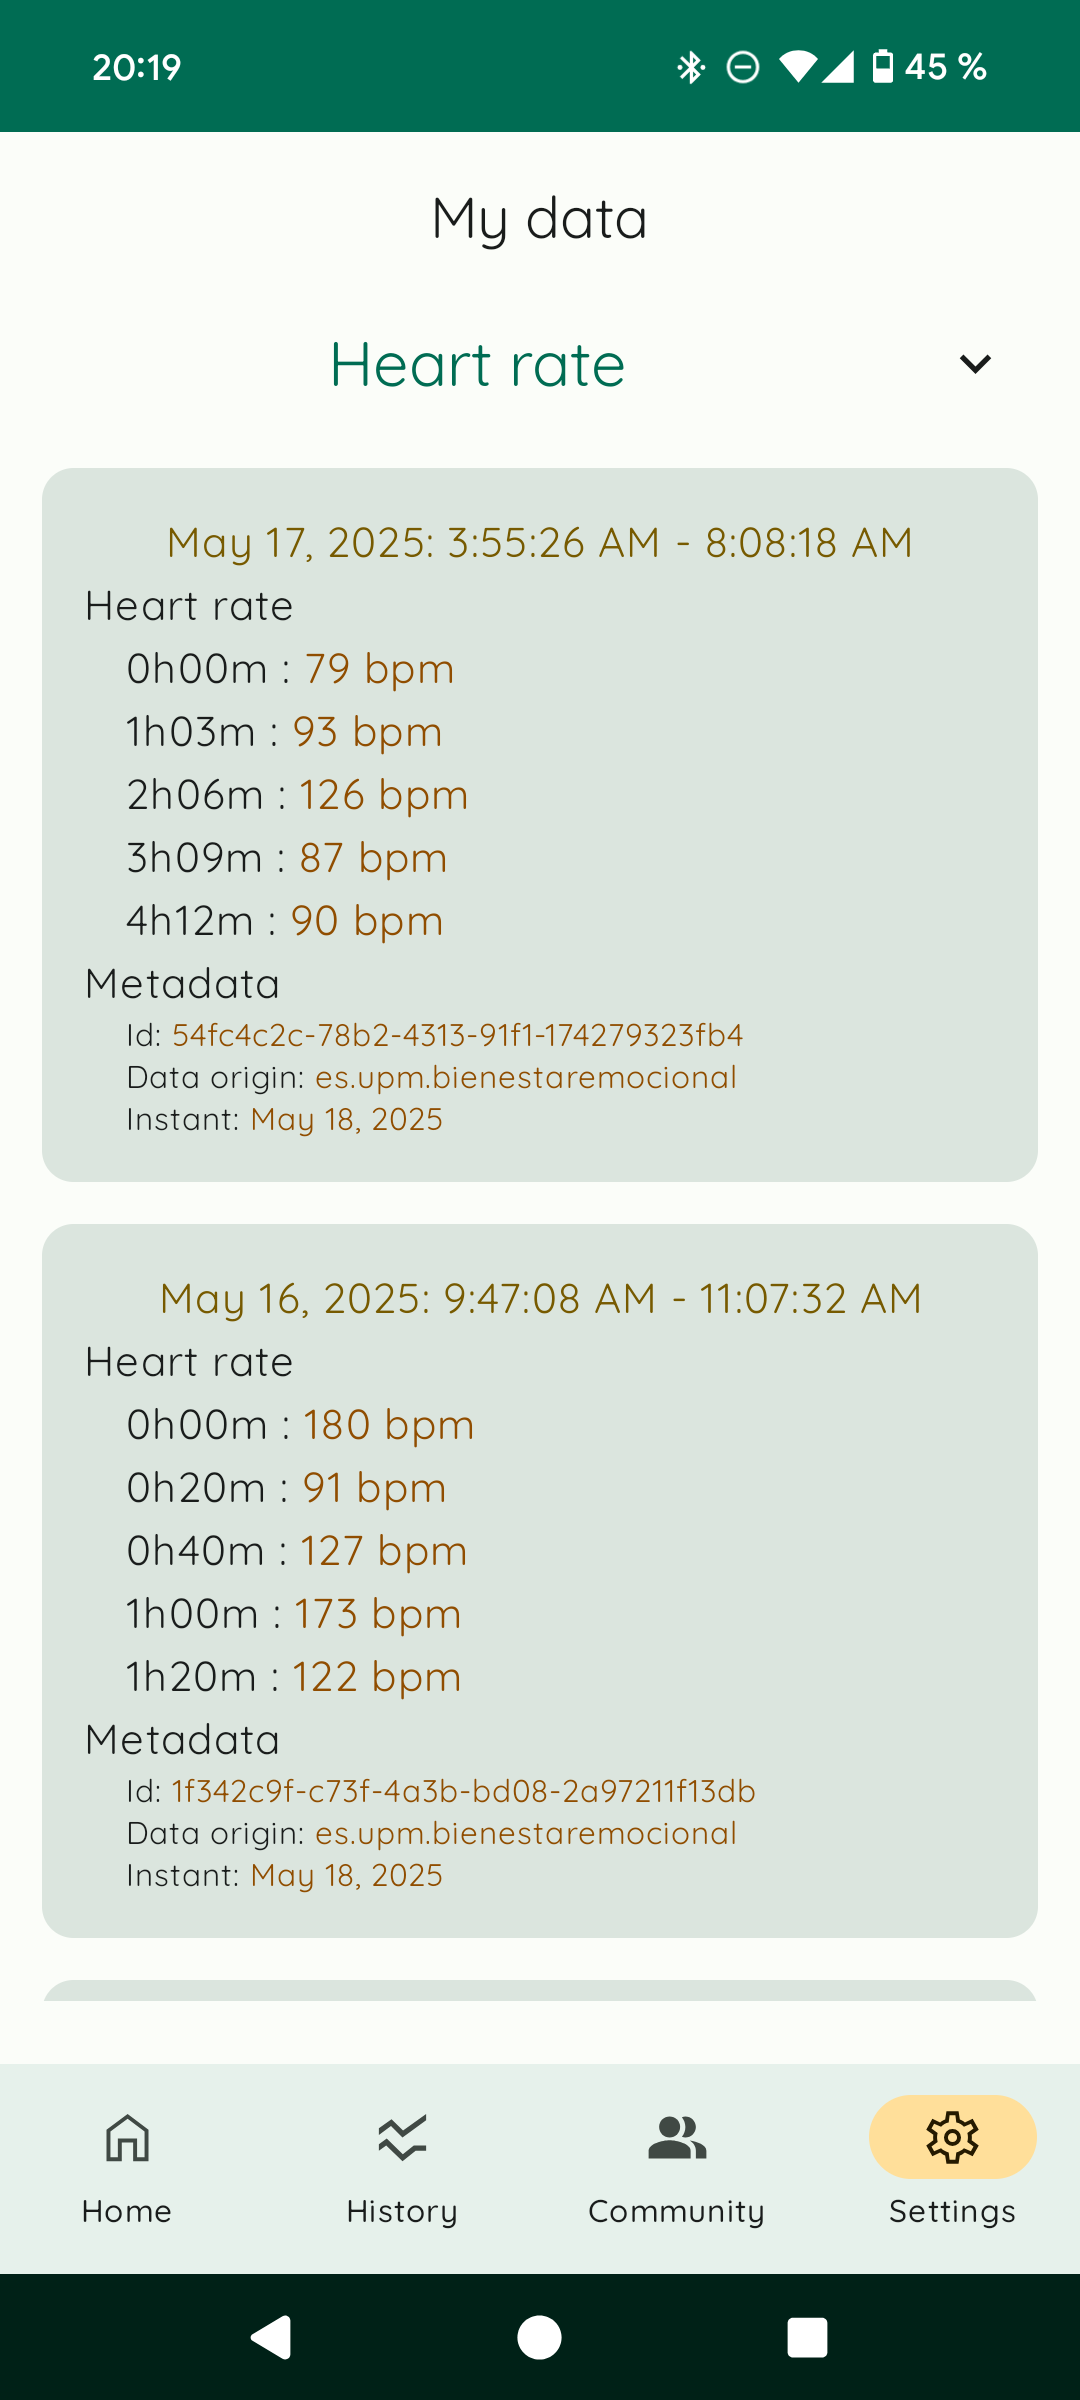 20:19
45 %
My data
Heart rate
May 17, 2025: 3:55:26 AM - 8:08:18 AM
Heart rate
0h00m : 79 bpm
1h03m : 93 bpm
2h06m : 126 bpm
3h09m : 87 bpm
4h12m : 90 bpm
Metadata
Id: 54fc4c2c-78b2-4313-91f1-174279323fb4
Data origin: es.upm.bienestaremocional
Instant: May 18, 2025
May 16, 2025: 9:47:08 AM - 11:07:32 AM
Heart rate
0h00m : 180 bpm
0h20m : 91 bpm
0h40m : 127 bpm
1h00m : 173 bpm
1h20m : 122 bpm
Metadata
Id: 1f342c9f-c73f-4a3b-bd08-2a97211f13db
Data origin: es.upm.bienestaremocional
Instant: May 18, 2025
Home
History
Community
Settings